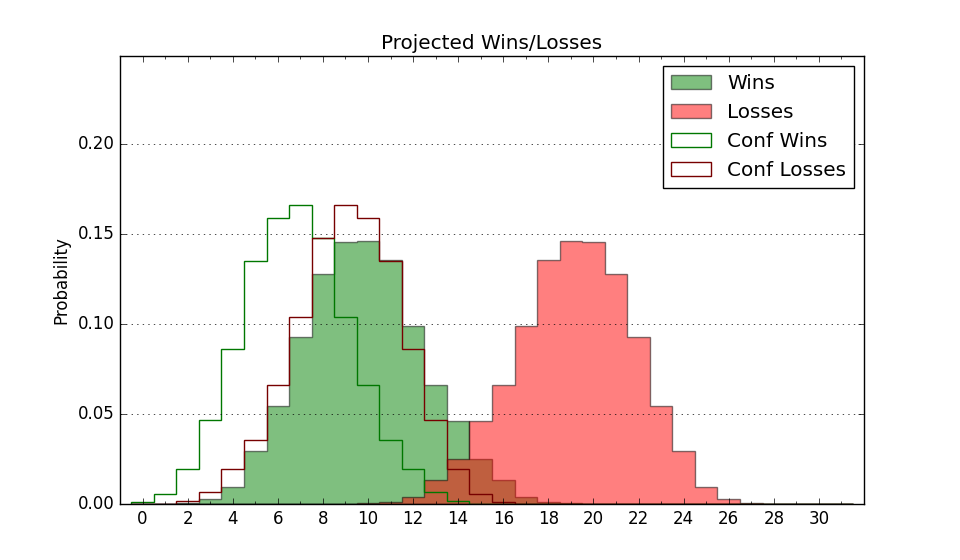 Projected Wins/Losses
Wins
Losses
Conf Wins
Conf Losses
Probability
0.20
0.15
0.10
0.05
0.00
0 2 4 6 8 10 12 14 16 18 20 22 24 26 28 30